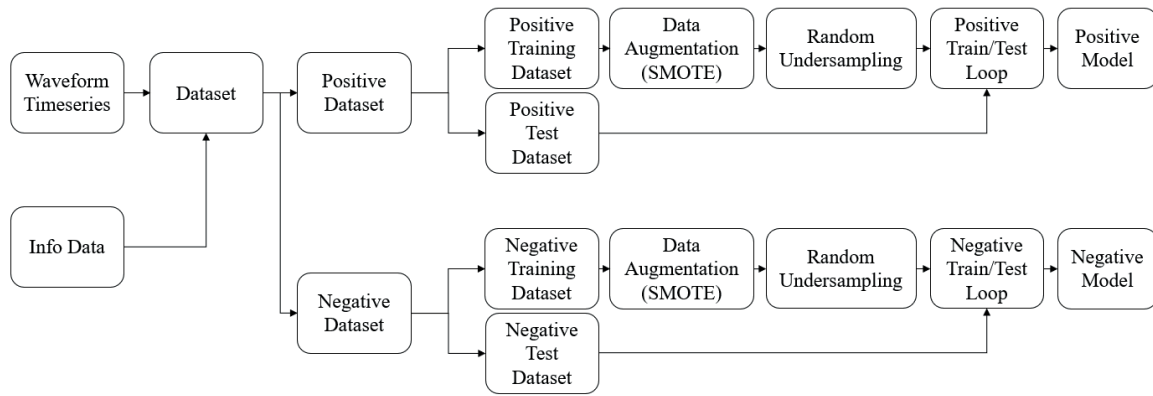 Waveform
Timeseries
Info Data
Dataset
Positive
Dataset
Positive
Training
Dataset
Data
Augmentation
(SMOTE)
Random
Undersampling
Positive
Train/Test
Loop
Positive
Model
Positive
Test
Dataset
Negative
Dataset
Negative
Training
Dataset
Data
Augmentation
(SMOTE)
Random
Undersampling
Negative
Train/Test
Loop
Negative
Model
Negative
Test
Dataset